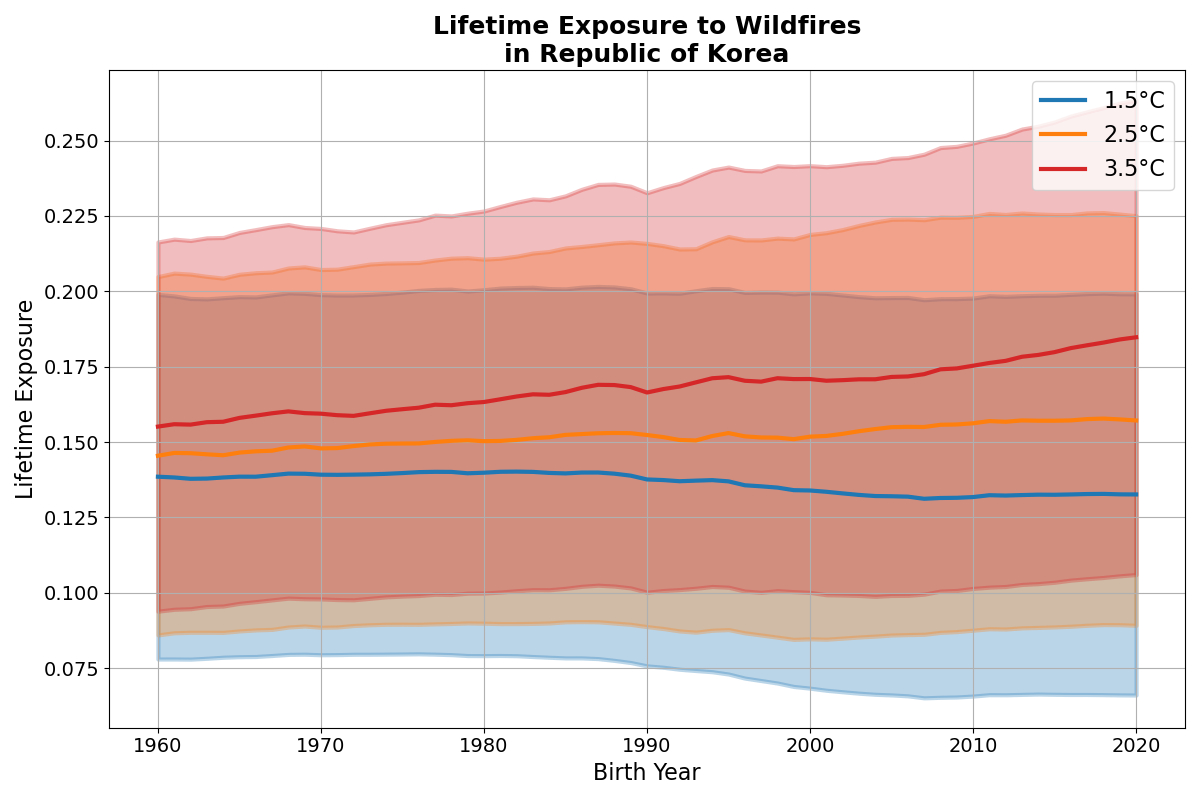 Lifetime Exposure to Wildfires
in Republic of Korea
1.5°C
2.5°C
3.5°C
Lifetime Exposure
0.250
0.225
0.200
0.175
0.150
0.125
0.100
0.075
1960 1970 1980 1990 2000 2010 2020
Birth Year